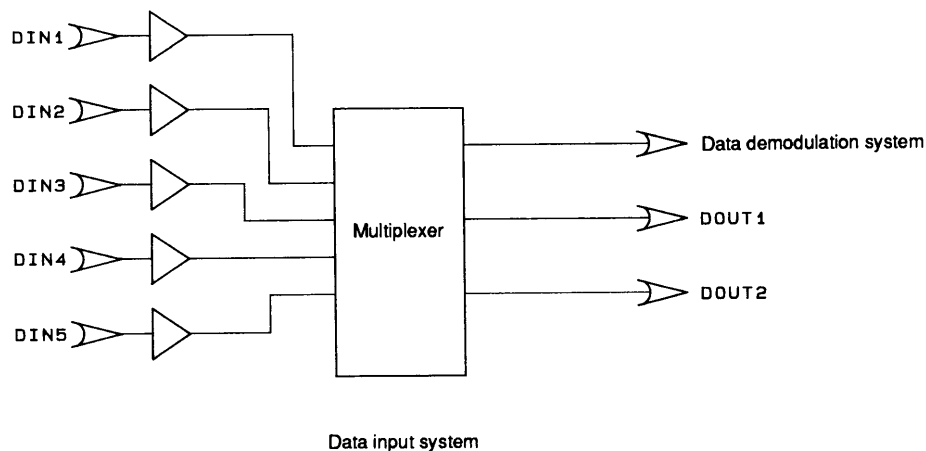 DIN1
DIN2
DIN3
DIN4
DIN5
Multiplexer
Data demodulation system
DOUT1
DOUT2
Data input system